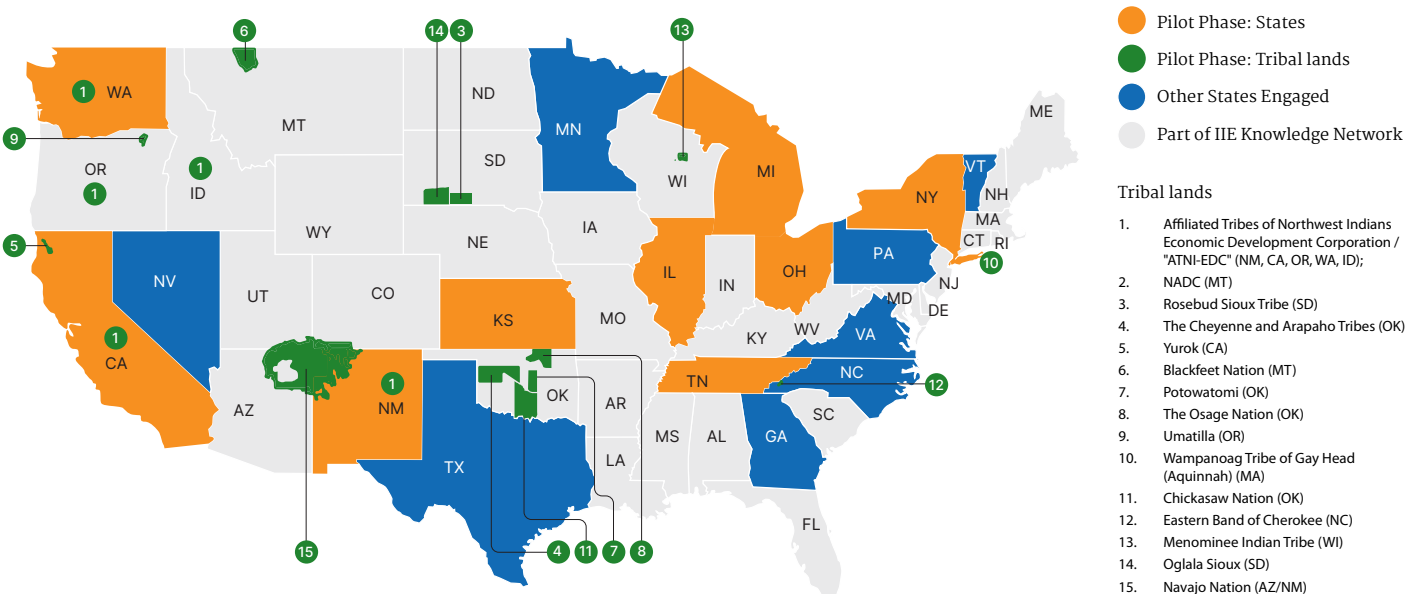 6
14
3
13
1
WA
MT
ND
MN
ME
9
OR
1
1
ID
SD
WI
MI
VT
NH
NY
MA
CT
RI
10
5
WY
NE
IA
NV
UT
CO
IL
IN
OH
PA
NJ
MD
DE
KS
MO
KY
WV
VA
1
CA
AZ
1
NM
OK
AR
TN
NC
12
SC
MS
AL
GA
TX
LA
FL
15
4
11
7
8
Pilot Phase: States
Pilot Phase: Tribal lands
Other States Engaged
Part of IIE Knowledge Network
Tribal lands
1. Affiliated Tribes of Northwest Indians
Economic Development Corporation /
"ATNI-EDC" (NM, CA, OR, WA, ID);
2. NADC (MT)
3. Rosebud Sioux Tribe (SD)
4. The Cheyenne and Arapaho Tribes (OK)
5. Yurok (CA)
6. Blackfeet Nation (MT)
7. Potowatomi (OK)
8. The Osage Nation (OK)
9. Umatilla (OR)
10. Wampanoag Tribe of Gay Head
(Aquinnah) (MA)
11. Chickasaw Nation (OK)
12. Eastern Band of Cherokee (NC)
13. Menominee Indian Tribe (WI)
14. Oglala Sioux (SD)
15. Navajo Nation (AZ/NM)